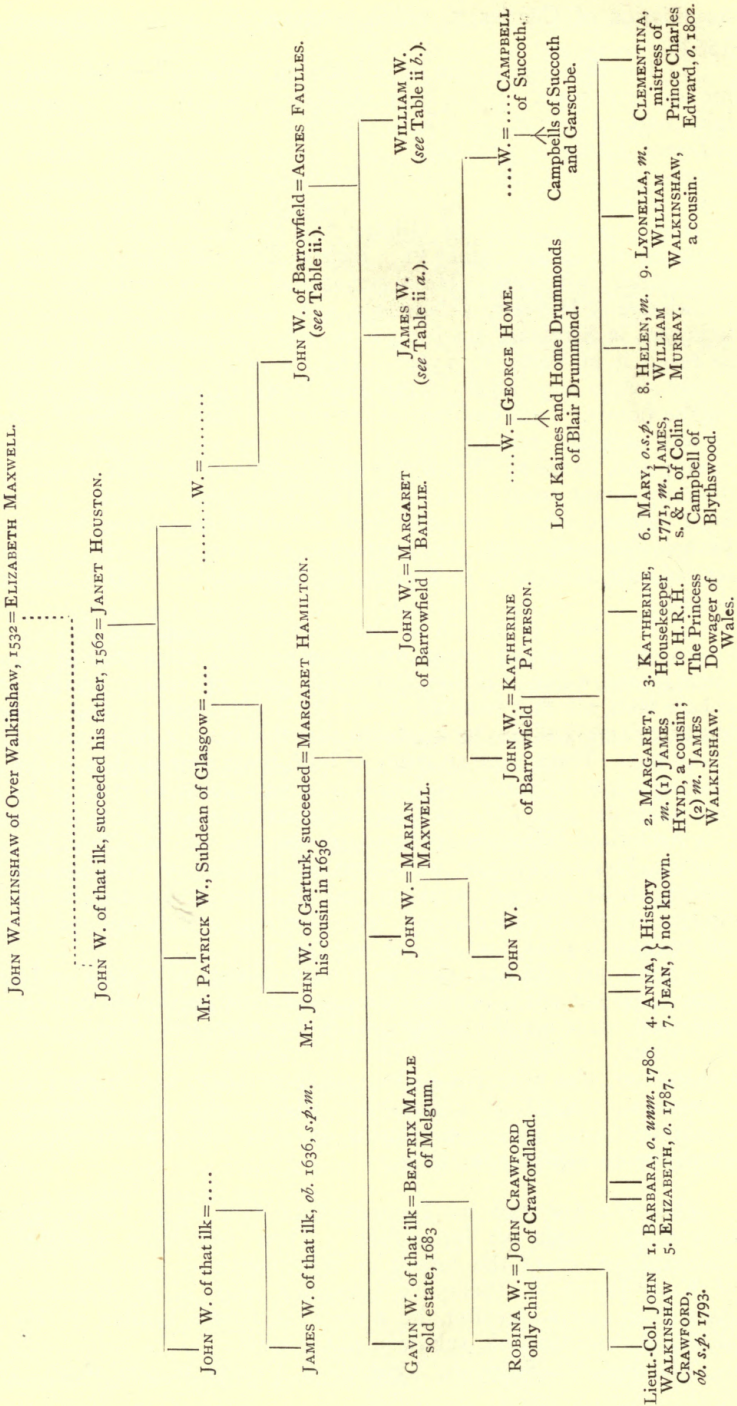 JOHN WALKINSHAW of Over Walkinshaw, 1532 = ELIZABETH MAXWELL.
JOHN W. of that ilk, succeeded his father, 1562 = JANET HOUSTON.
JOHN W. of that ilk = ....
Mr. PATRICK W., Subdean of Glasgow = ....
........ W. = .........
JAMES W. of that ilk, ob. 1636, s.p.m.
Mr. JOHN W. of Garturk, succeeded = MARGARET HAMILTON.
his cousin in 1636
JOHN W. of Barrowfield = AGNES FAULLES.
(see Table ii.).
GAVIN W. of that ilk = BEATRIX MAULE
sold estate, 1683
of Melgum.
JOHN W. = MARIAN
MAXWELL.
JOHN W. = MARGARET
of Barrowfield
BAILLIE.
JAMES W.
(see Table ii a.).
WILLIAM W.
(see Table ii b.).
ROBINA W. = JOHN CRAWFORD
only child
of Crawfordland.
JOHN W.
JOHN W. = KATHERINE
of Barrowfield
PATERSON.
.... W. = GEORGE HOME.
Lord Kaimes and Home Drummonds
of Blair Drummond.
.... W. = .... CAMPBELL
of Succoth.
Campbells of Succoth
and Garscube.
Lieut.-Col. JOHN
WALKINSHAW
CRAWFORD,
ob. s.p. 1793.
1. BARBARA, o. unm. 1780.
5. ELIZABETH, o. 1787.
4. ANNA, } History
7. JEAN, } not known.
2. MARGARET,
m. (1) JAMES
HYND, a cousin;
(2) m. JAMES
WALKINSHAW.
3. KATHERINE,
Housekeeper
to H.R.H.
The Princess
Dowager of
Wales.
6. MARY, o.s.p.
1771, m. JAMES,
s. & h. of Colin
Campbell of
Blythswood.
8. HELEN, m.
WILLIAM
MURRAY.
9. LYONELLA, m.
WILLIAM
WALKINSHAW,
a cousin.
CLEMENTINA,
mistress of
Prince Charles
Edward, o. 1802.